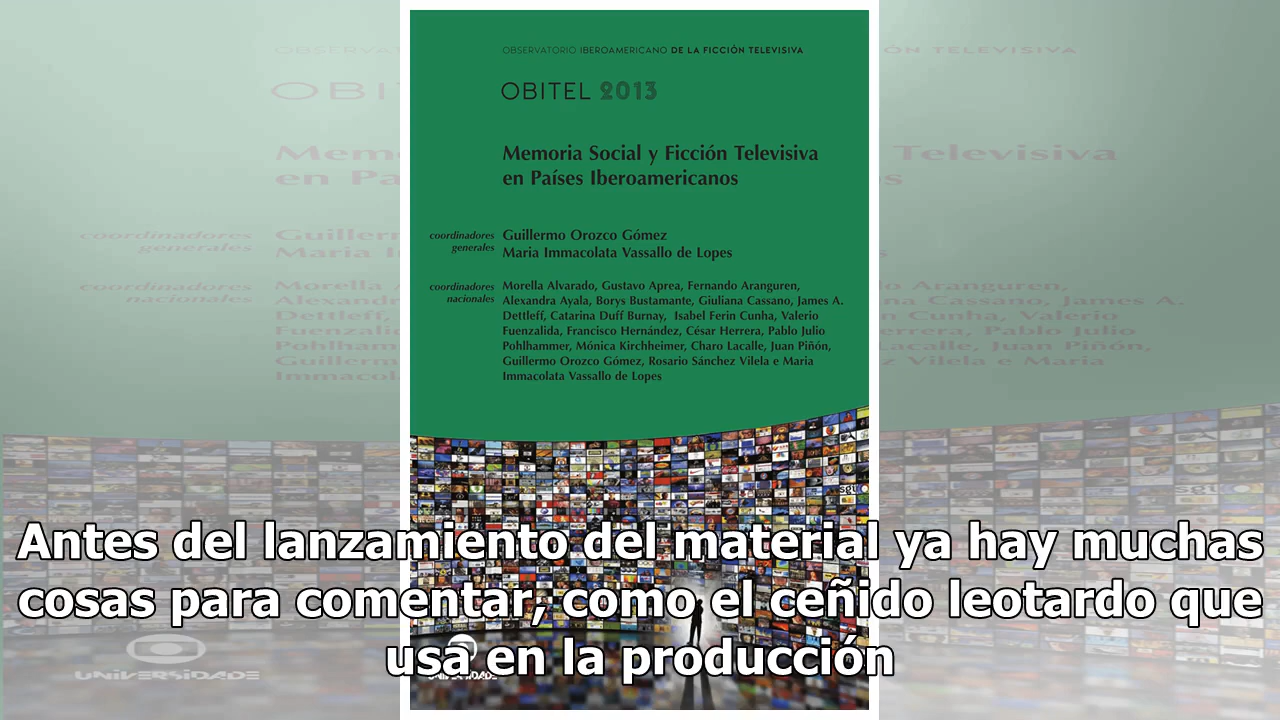 OBSERVATORIO IBEROAMERICANO DE LA FICCIÓN TELEVISIVA
OBITEL 2013
Memoria Social y Ficción Televisiva
en Países Iberoamericanos
coordinadores
generales
Guillermo Orozco Gómez
Maria Immacolata Vassallo de Lopes
coordinadores
nacionales
Morella Alvarado, Gustavo Aprea, Fernando Aranguren,
Alexandra Ayala, Borys Bustamante, Giuliana Cassano, James A.
Dettleff, Catarina Duff Burnay, Isabel Ferin Cunha, Valerio
Fuenzalida, Francisco Hernández, César Herrera, Pablo Julio
Pohlhammer, Mónica Kirchheimer, Charo Lacalle, Juan Piñón,
Guillermo Orozco Gómez, Rosario Sánchez Vilela e Maria
Immacolata Vassallo de Lopes
Antes del lanzamiento del material ya hay muchas
cosas para comentar, como el ceñido leotardo que
usa en la producción
UNIVERSIDADE